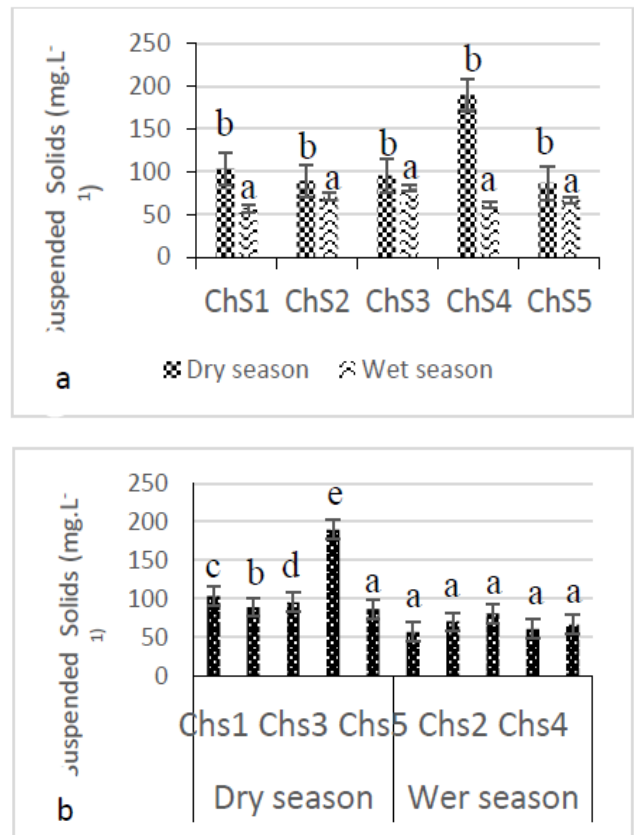 250
200
150
100
50
0
Suspended Solids (mg.L-
1)
b a b a b a b a b a
ChS1 ChS2 ChS3 ChS4 ChS5
Dry season Wet season
a
250
200
150
100
50
0
Suspended Solids (mg.L-
1)
c b d e a a a a a a
Chs1 Chs3 Chs5 Chs2 Chs4
Dry season Wer season
b